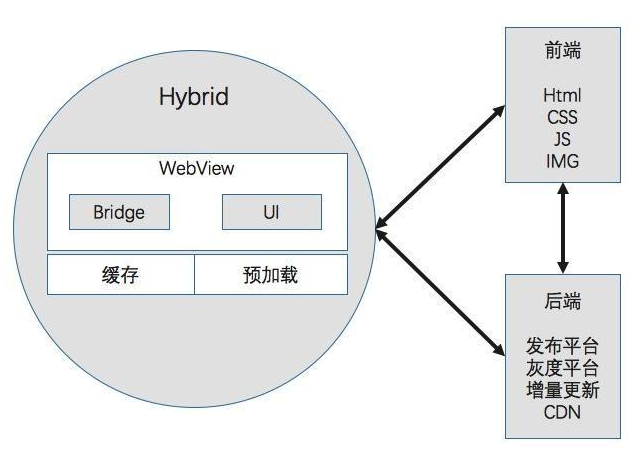 Hybrid
WebView
Bridge
UI
缓存
预加载
前端
Html
CSS
JS
IMG
后端
发布平台
灰度平台
增量更新
CDN